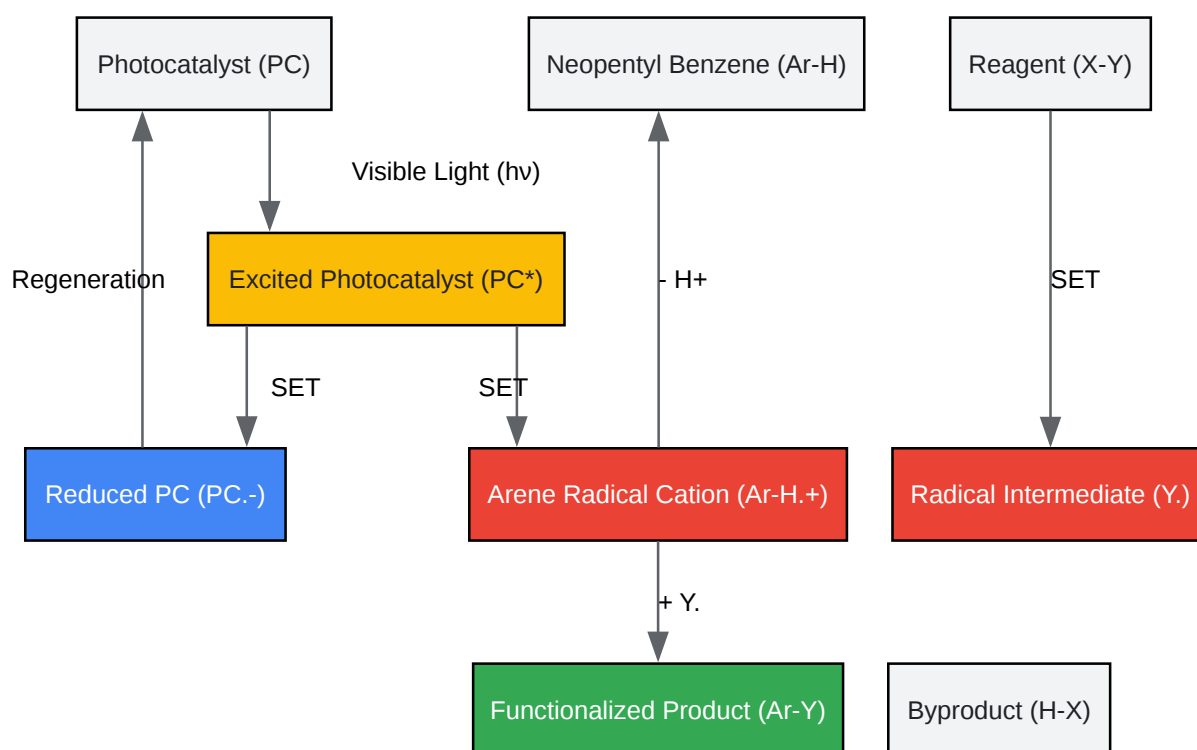 Photocatalyst (PC)
Neopentyl Benzene (Ar-H)
Reagent (X-Y)
Visible Light (hν)
Regeneration
Excited Photocatalyst (PC*)
- H+
SET
SET
SET
Reduced PC (PC.-)
Arene Radical Cation (Ar-H.+)
Radical Intermediate (Y.)
+ Y.
Functionalized Product (Ar-Y)
Byproduct (H-X)